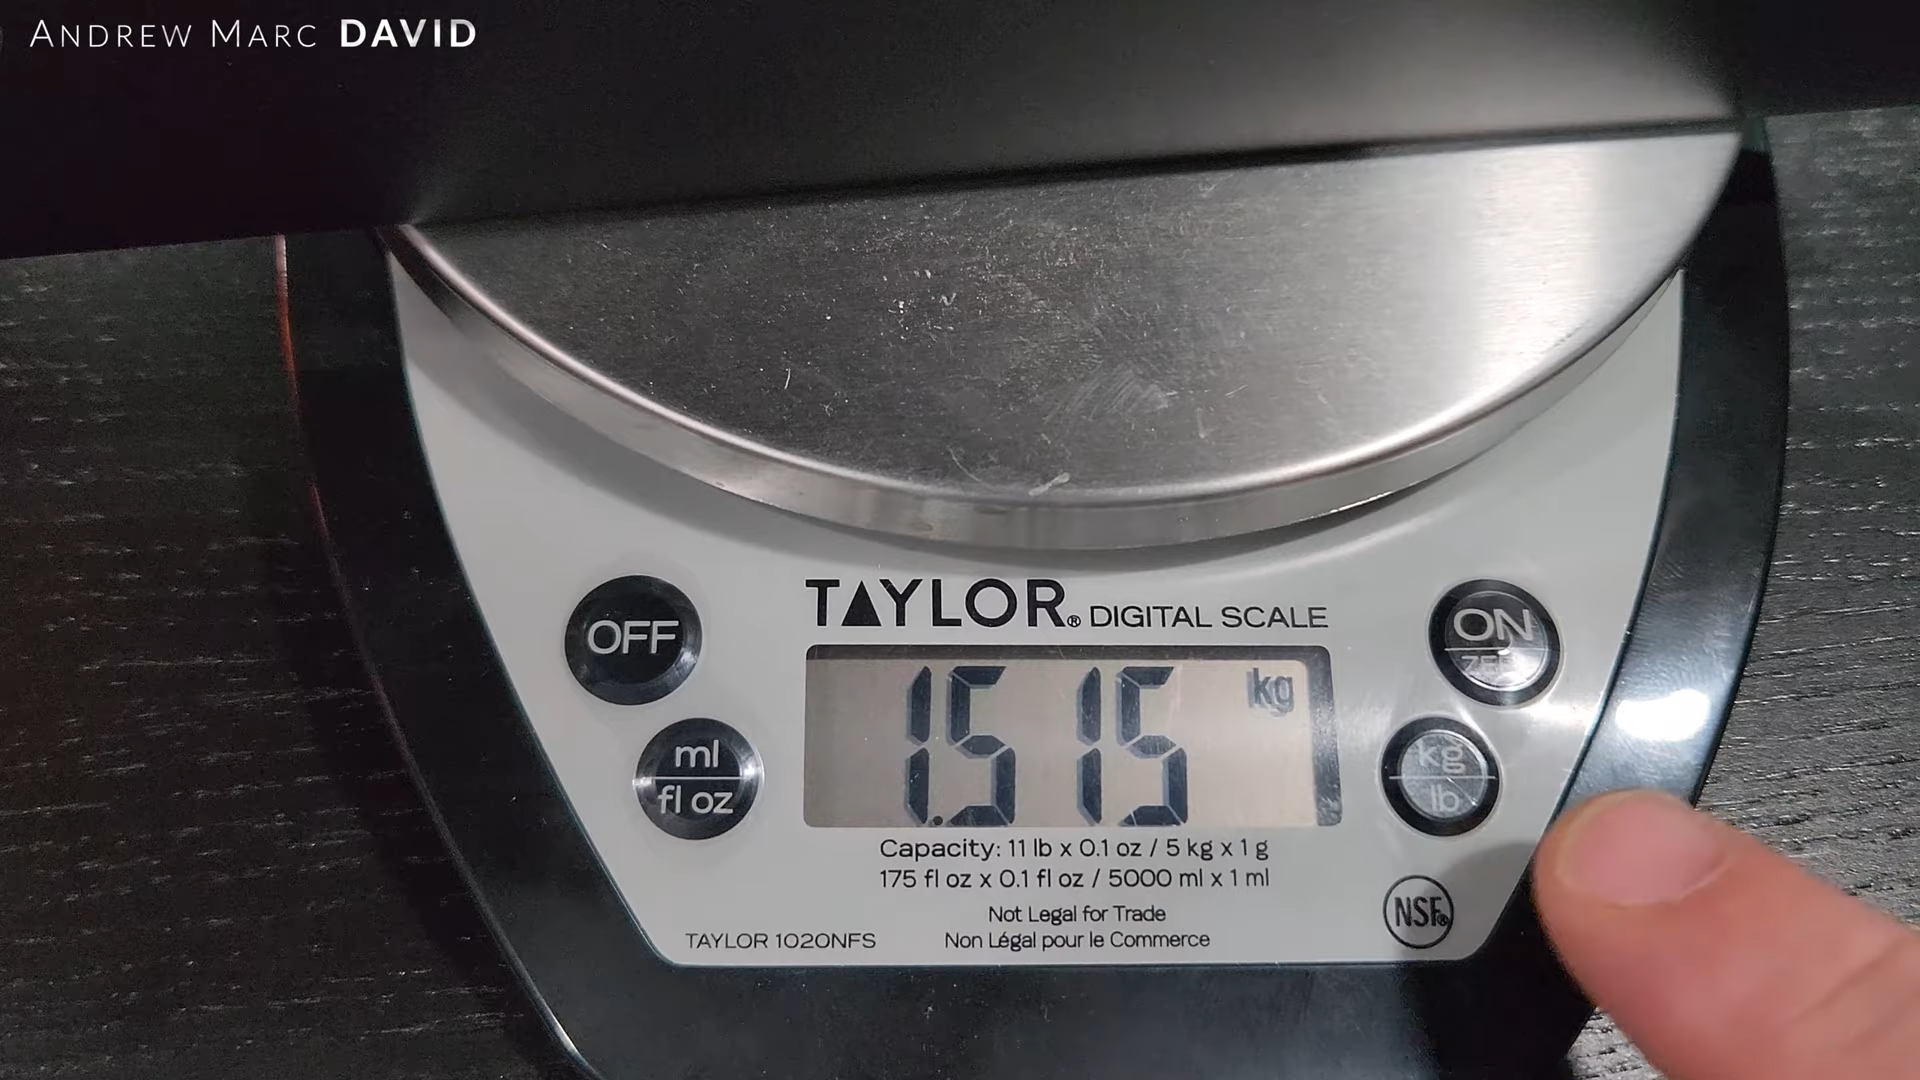 ANDREW MARC DAVID
TAYLOR® DIGITAL SCALE
OFF
ON
ZERO
1.515 kg
ml
fl oz
kg
lb
Capacity: 11 lb x 0.1 oz / 5 kg x 1 g
175 fl oz x 0.1 fl oz / 5000 ml x 1 ml
Not Legal for Trade
Non Légal pour le Commerce
TAYLOR 1020NFS
NSF®